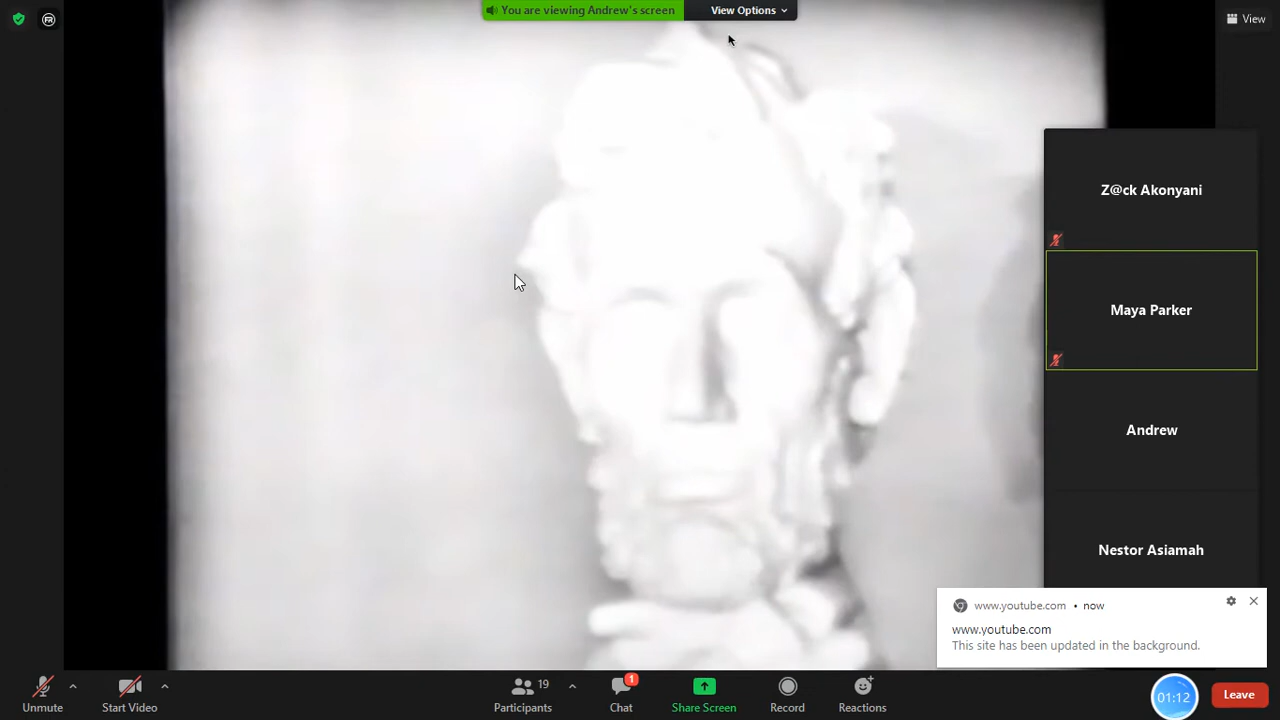 FR
You are viewing Andrew's screen
View Options
View
Z@ck Akonyani
Maya Parker
Andrew
Nestor Asiamah
www.youtube.com • now
www.youtube.com
This site has been updated in the background.
Unmute
Start Video
19
Participants
1
Chat
Share Screen
Record
Reactions
01:12
Leave